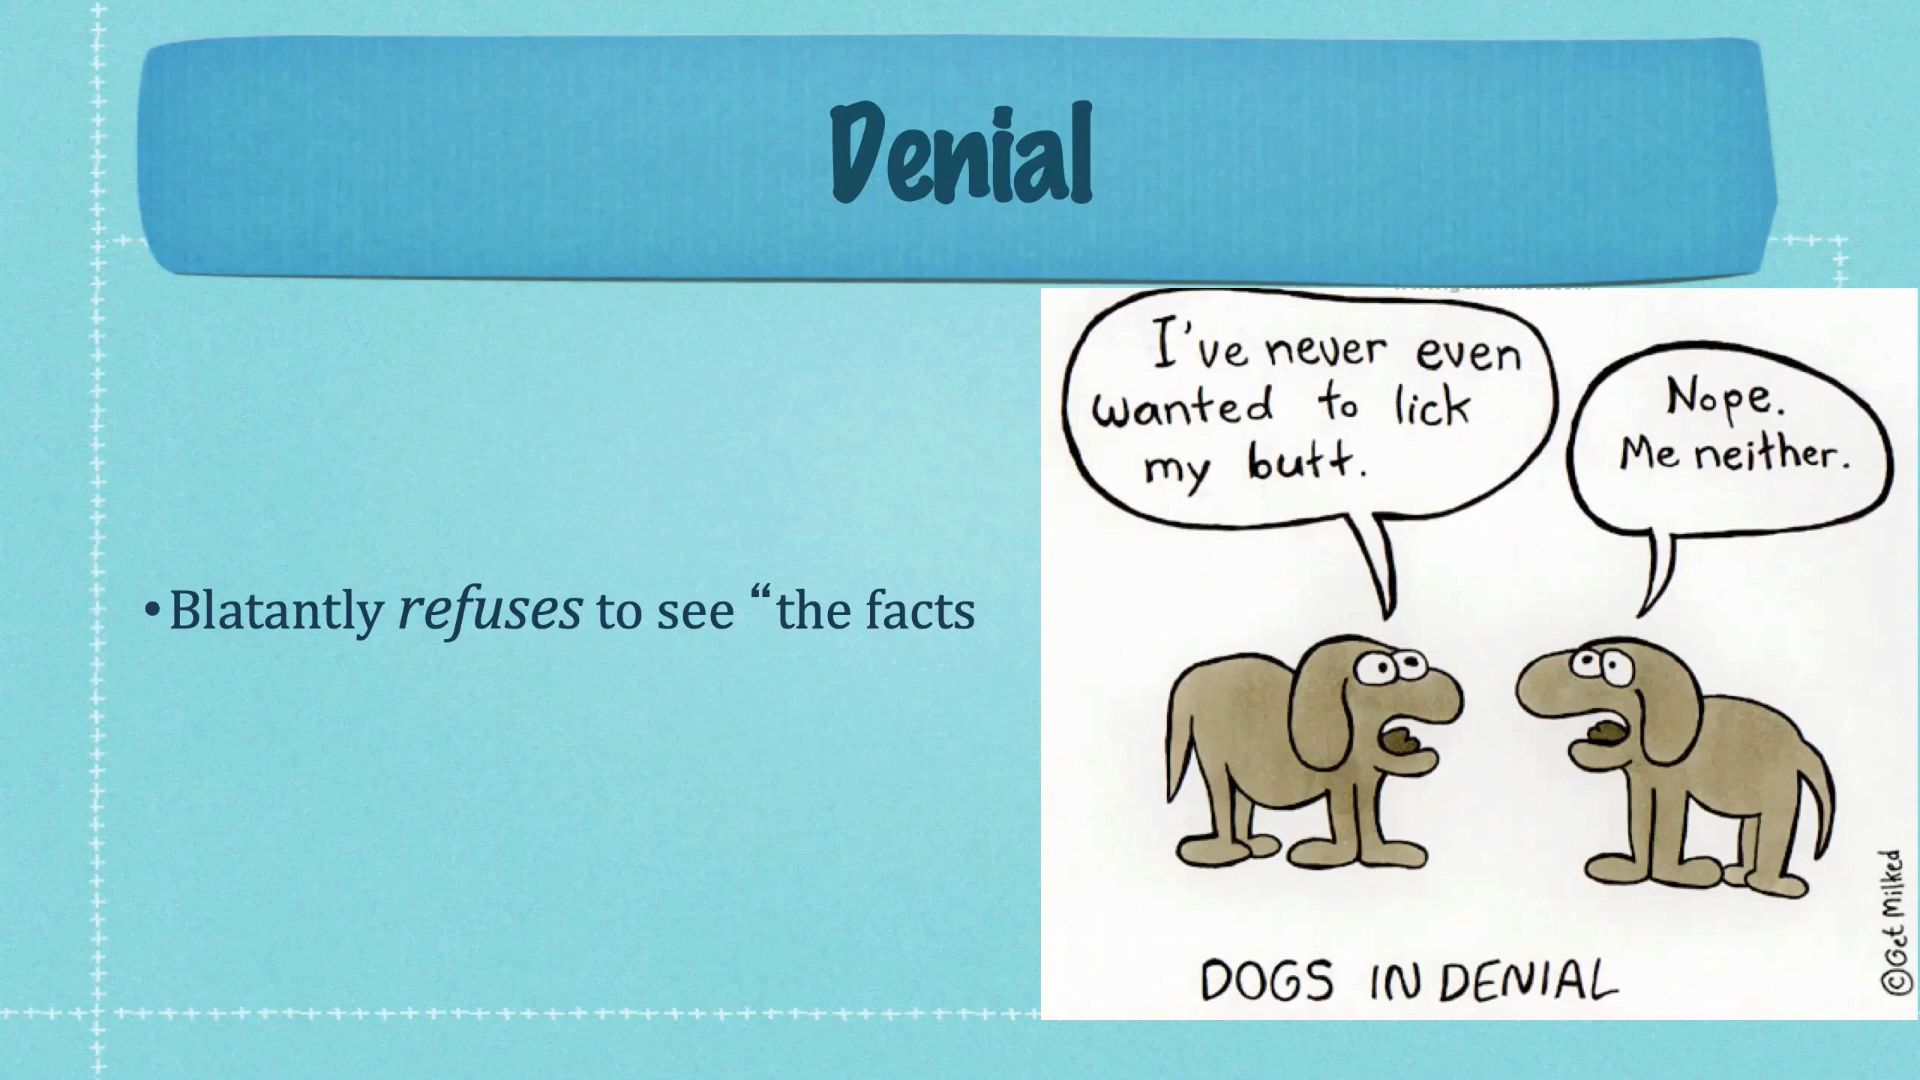 Denial
• Blatantly refuses to see “the facts
I've never even
wanted to lick
my butt.
Nope.
Me neither.
DOGS IN DENIAL
©Get Milked